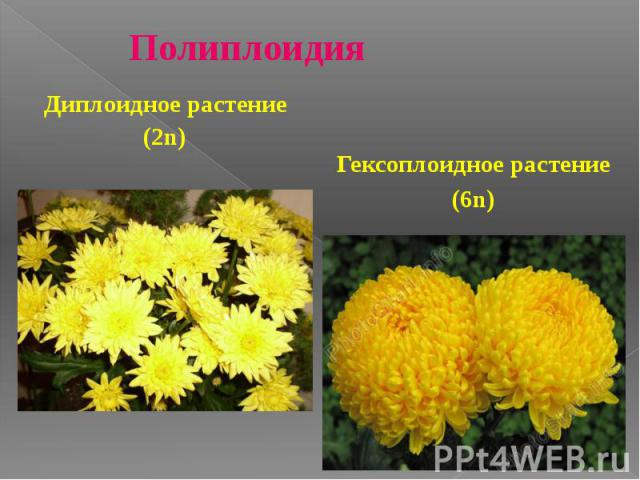 Полиплоидия
Диплоидное растение
(2n)
Гексоплоидное растение
(6n)
PPt4WEB.ru